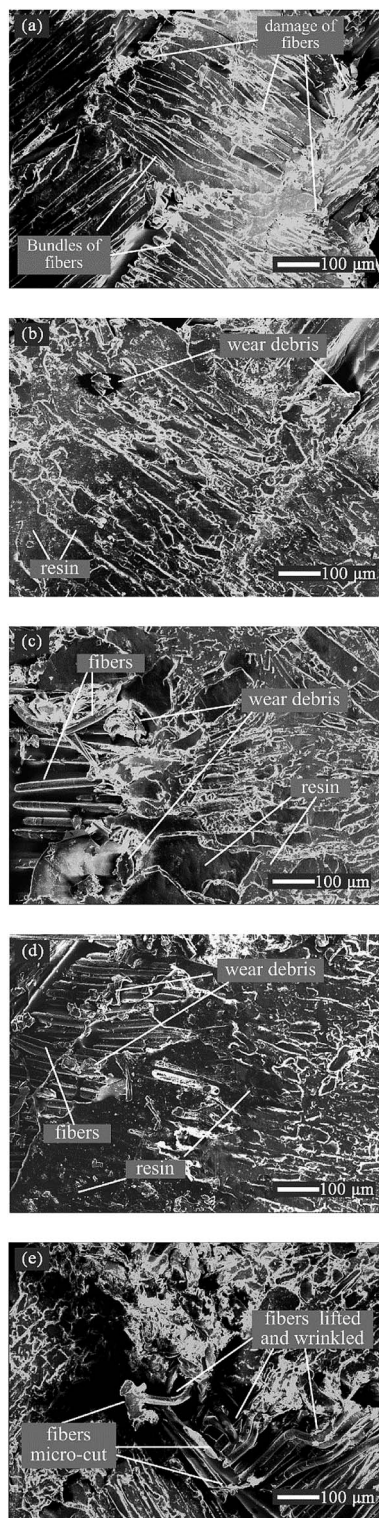 (a)
damage of
fibers
Bundles of
fibers
100 μm
(b)
wear debris
resin
100 μm
(c)
fibers
wear debris
resin
100 μm
(d)
wear debris
fibers
resin
100 μm
(e)
fibers lifted
and wrinkled
fibers
micro-cut
100 μm